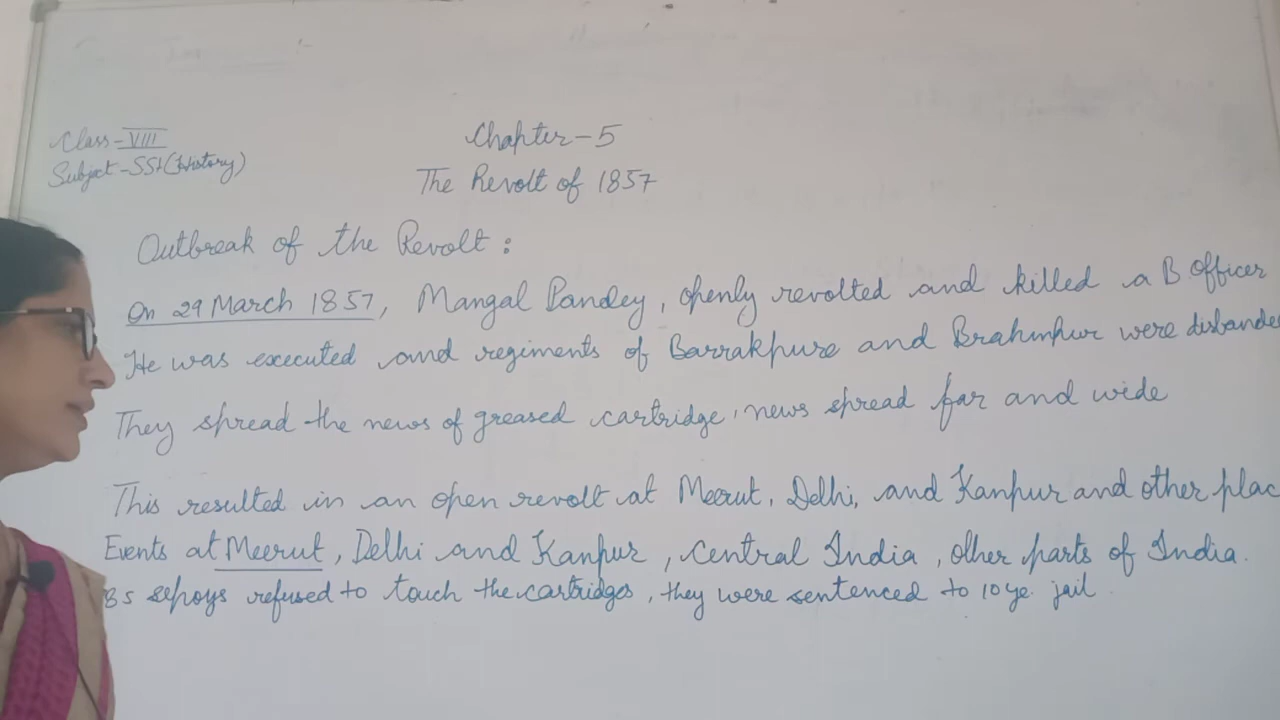 Class-VIII
Subject-SSt(History)
Chapter-5
The Revolt of 1857
Outbreak of the Revolt :
On 29 March 1857, Mangal Pandey, openly revolted and killed a B officer
He was executed and regiments of Barrakpure and Brahmpur were disbande
They spread the news of greased cartridge, news spread far and wide
This resulted in an open revolt at Meerut, Delhi, and Kanpur and other plac
Events at Meerut, Delhi and Kanpur, Central India, other parts of India.
85 sepoys refused to touch the cartridges, they were sentenced to 10 ye. jail